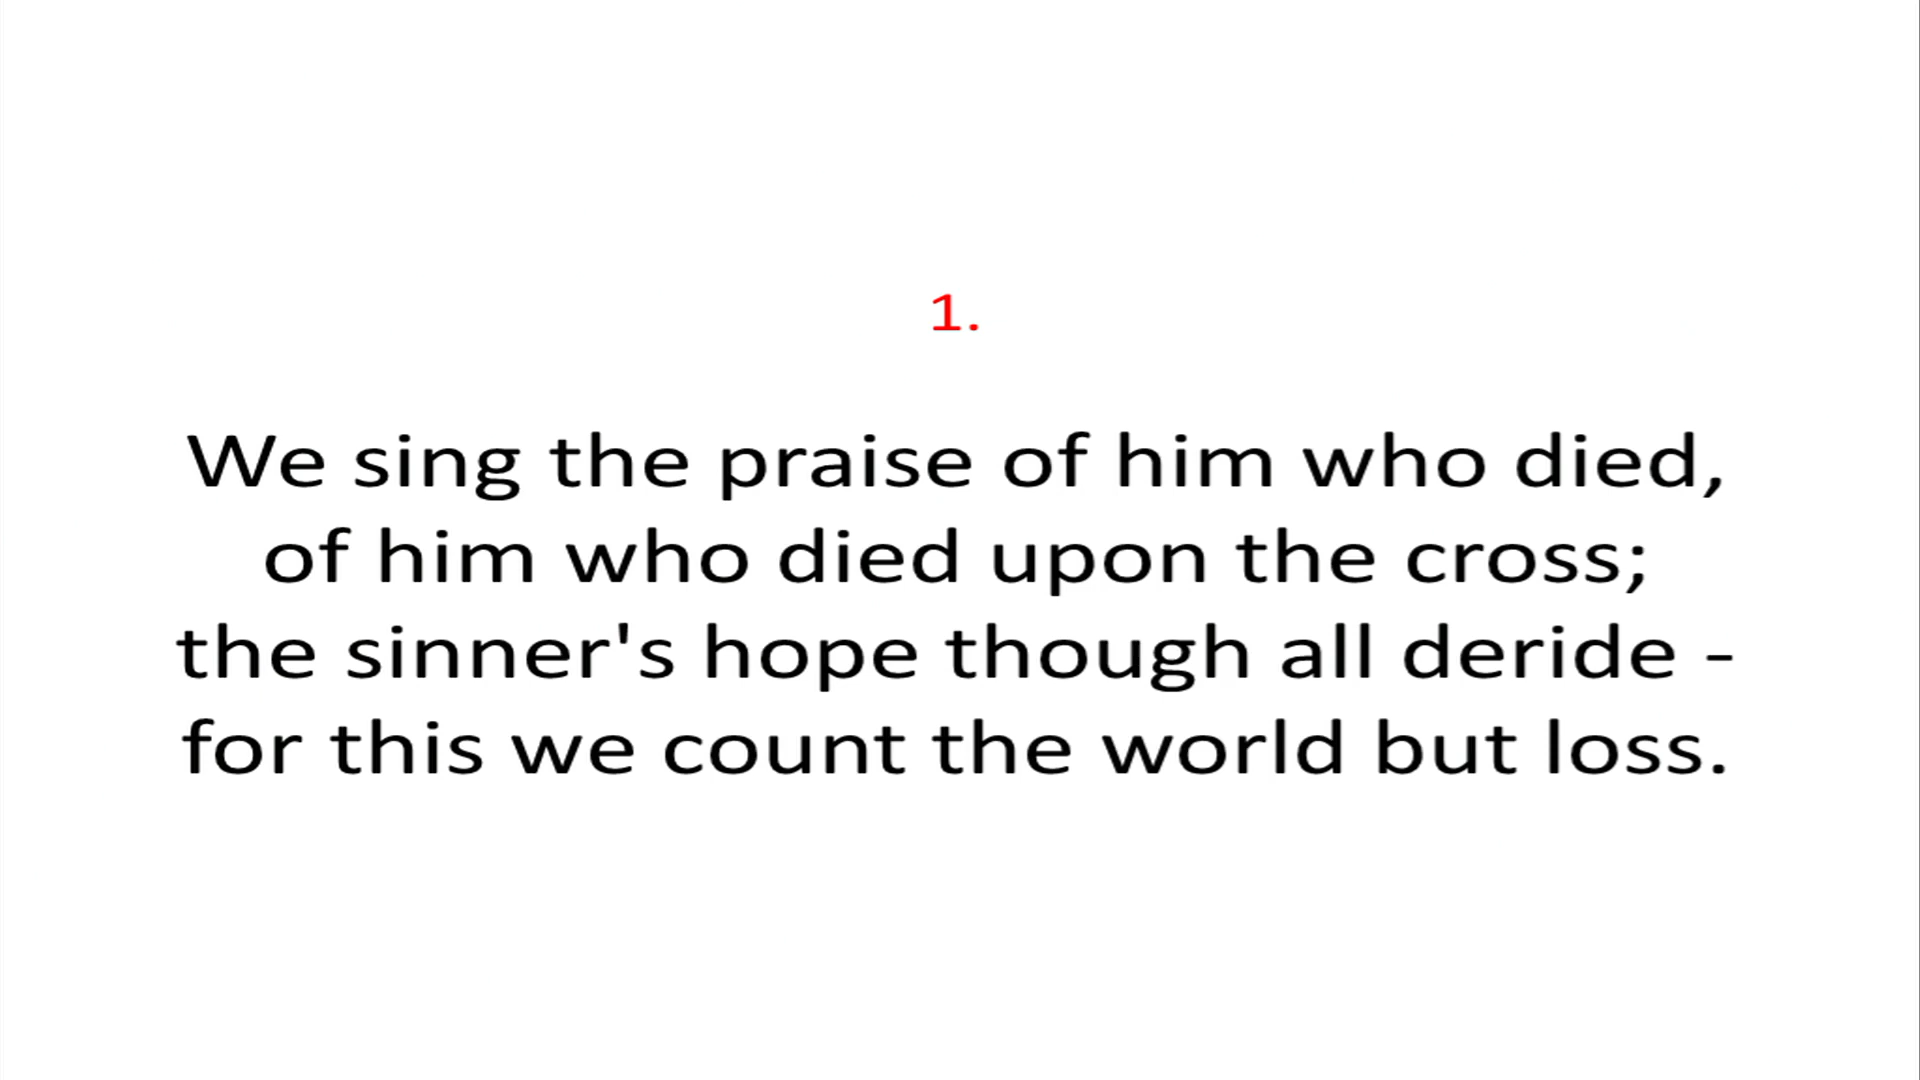 1.
We sing the praise of him who died,
of him who died upon the cross;
the sinner's hope though all deride -
for this we count the world but loss.